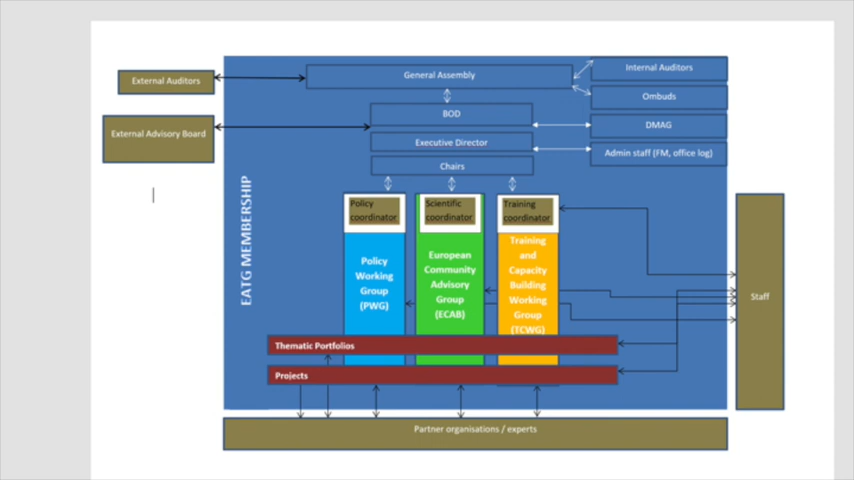 External Auditors
General Assembly
Internal Auditors
Ombuds
External Advisory Board
BOD
DMAG
Executive Director
Admin staff (FM, office log)
Chairs
EATG MEMBERSHIP
Policy
coordinator
Scientific
coordinator
Training
coordinator
Policy
Working
Group
(PWG)
European
Community
Advisory
Group
(ECAB)
Training
and
Capacity
Building
Working
Group
(TCWG)
Staff
Thematic Portfolios
Projects
Partner organisations / experts